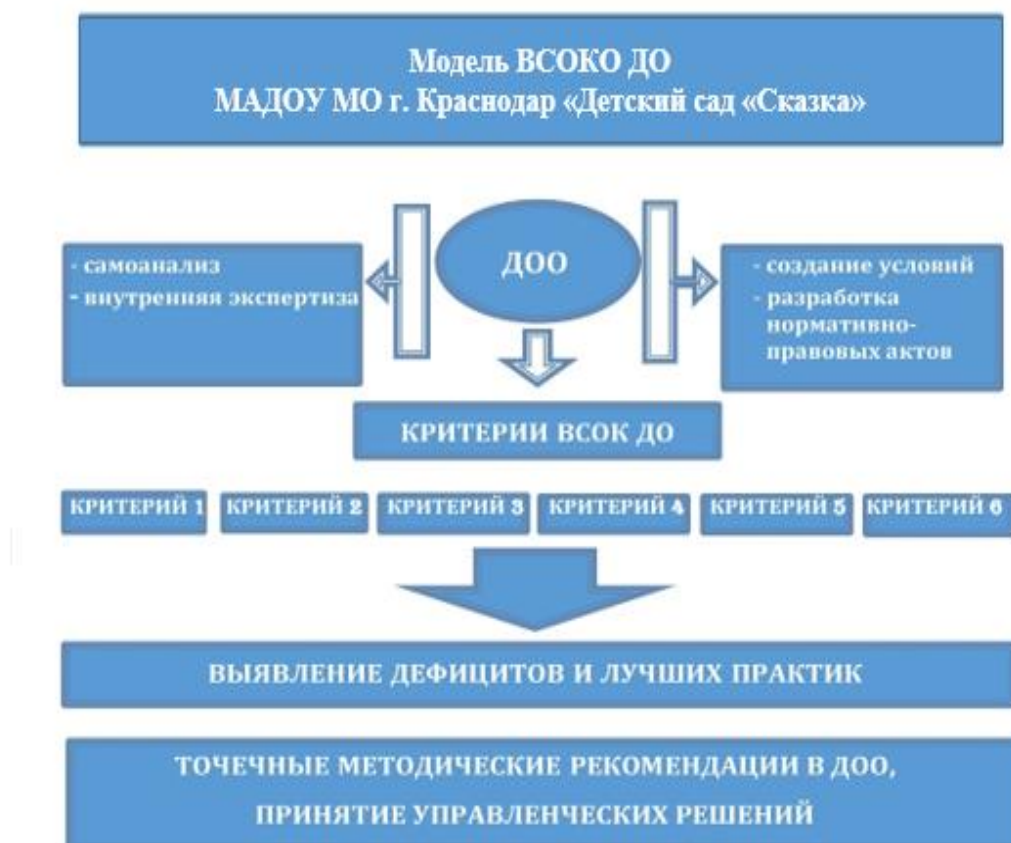 Модель ВСОКО ДО
МАДОУ МО г. Краснодар «Детский сад «Сказка»
ДОО
- самоанализ
- внутренняя экспертиза
- создание условий
- разработка
нормативно-
правовых актов
КРИТЕРИИ ВСОК ДО
КРИТЕРИЙ 1
КРИТЕРИЙ 2
КРИТЕРИЙ 3
КРИТЕРИЙ 4
КРИТЕРИЙ 5
КРИТЕРИЙ 6
ВЫЯВЛЕНИЕ ДЕФИЦИТОВ И ЛУЧШИХ ПРАКТИК
ТОЧЕЧНЫЕ МЕТОДИЧЕСКИЕ РЕКОМЕНДАЦИИ В ДОО,
ПРИНЯТИЕ УПРАВЛЕНЧЕСКИХ РЕШЕНИЙ